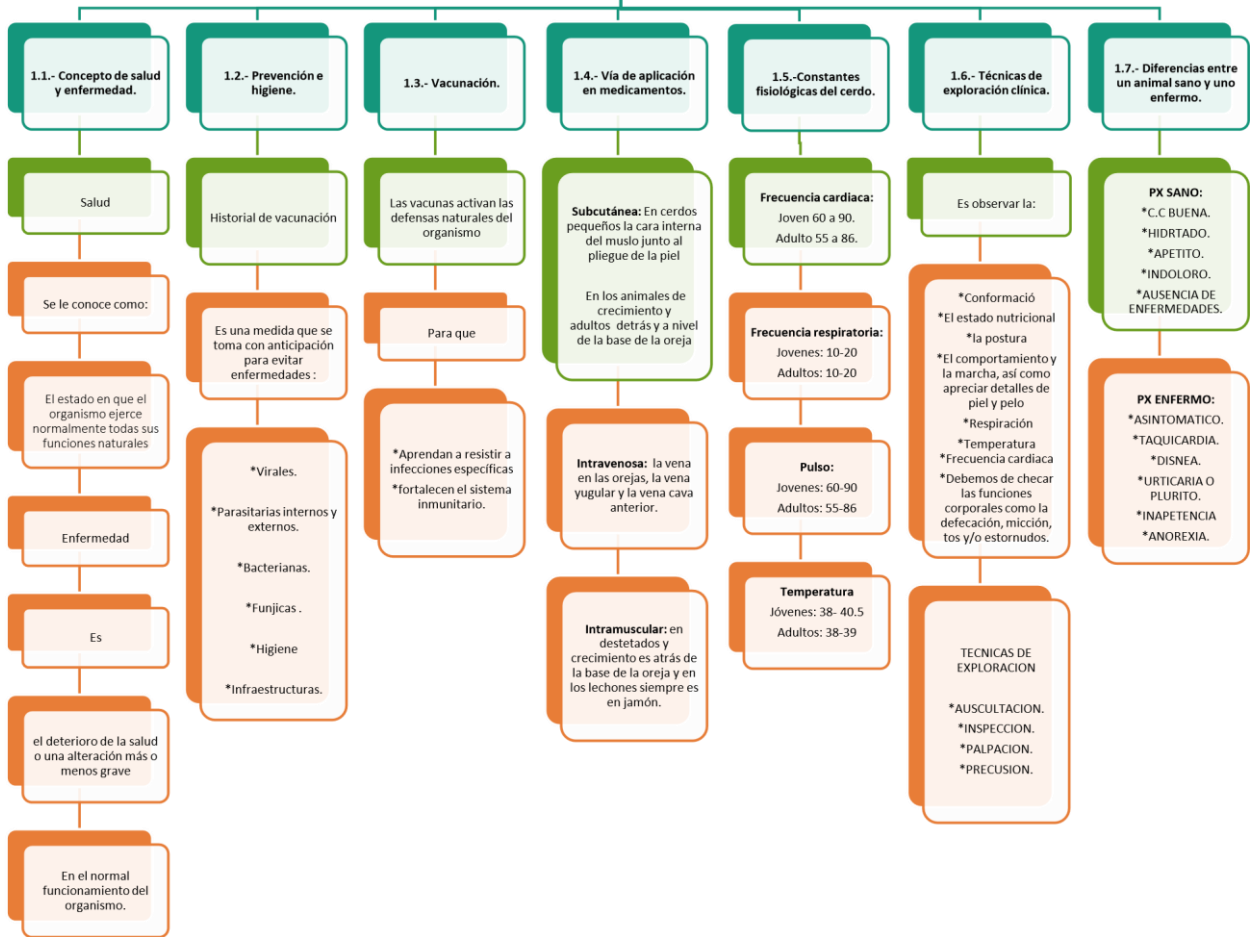 1.1.- Concepto de salud
y enfermedad.
Salud
Se le conoce como:
El estado en que el
organismo ejerce
normalmente todas sus
funciones naturales
Enfermedad
Es
el deterioro de la salud
o una alteración más o
menos grave
En el normal
funcionamiento del
organismo.
1.2.- Prevención e
higiene.
Historial de vacunación
Es una medida que se
toma con anticipación
para evitar
enfermedades :
*Virales.
*Parasitarias internos y
externos.
*Bacterianas.
*Funjicas .
*Higiene
*Infraestructuras.
1.3.- Vacunación.
Las vacunas activan las
defensas naturales del
organismo
Para que
*Aprendan a resistir a
infecciones específicas
*fortalecen el sistema
inmunitario.
1.4.- Vía de aplicación
en medicamentos.
Subcutánea: En cerdos
pequeños la cara interna
del muslo junto al
pliegue de la piel
En los animales de
crecimiento y
adultos detrás y a nivel
de la base de la oreja
Intravenosa: la vena
en las orejas, la vena
yugular y la vena cava
anterior.
Intramuscular: en
destetados y
crecimiento es atrás de
la base de la oreja y en
los lechones siempre es
en jamón.
1.5.-Constantes
fisiológicas del cerdo.
Frecuencia cardiaca:
Joven 60 a 90.
Adulto 55 a 86.
Frecuencia respiratoria:
Jovenes: 10-20
Adultos: 10-20
Pulso:
Jovenes: 60-90
Adultos: 55-86
Temperatura
Jóvenes: 38- 40.5
Adultos: 38-39
1.6.- Técnicas de
exploración clínica.
Es observar la:
*Conformació
*El estado nutricional
*la postura
*El comportamiento y
la marcha, así como
apreciar detalles de
piel y pelo
*Respiración
*Temperatura
*Frecuencia cardiaca
*Debemos de checar
las funciones
corporales como la
defecación, micción,
tos y/o estornudos.
TECNICAS DE
EXPLORACION
*AUSCULTACION.
*INSPECCION.
*PALPACION.
*PRECUSION.
1.7.- Diferencias entre
un animal sano y uno
enfermo.
PX SANO:
*C.C BUENA.
*HIDRTADO.
*APETITO.
*INDOLORO.
*AUSENCIA DE
ENFERMEDADES.
PX ENFERMO:
*ASINTOMATICO.
*TAQUICARDIA.
*DISNEA.
*URTICARIA O
PLURITO.
*INAPETENCIA
*ANOREXIA.